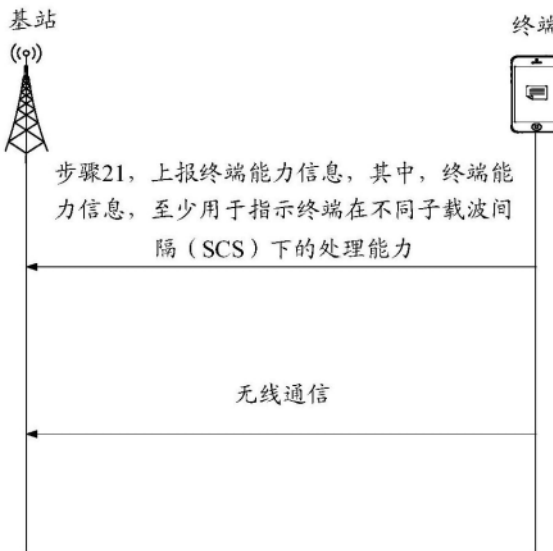 基站
终端
步骤21，上报终端能力信息，其中，终端能
力信息，至少用于指示终端在不同子载波间
隔（SCS）下的处理能力
无线通信